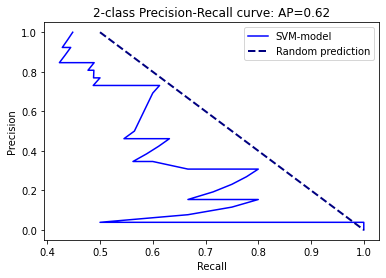 2-class Precision-Recall curve: AP=0.62
SVM-model
Random prediction
Precision
1.0
0.8
0.6
0.4
0.2
0.0
0.4 0.5 0.6 0.7 0.8 0.9 1.0
Recall